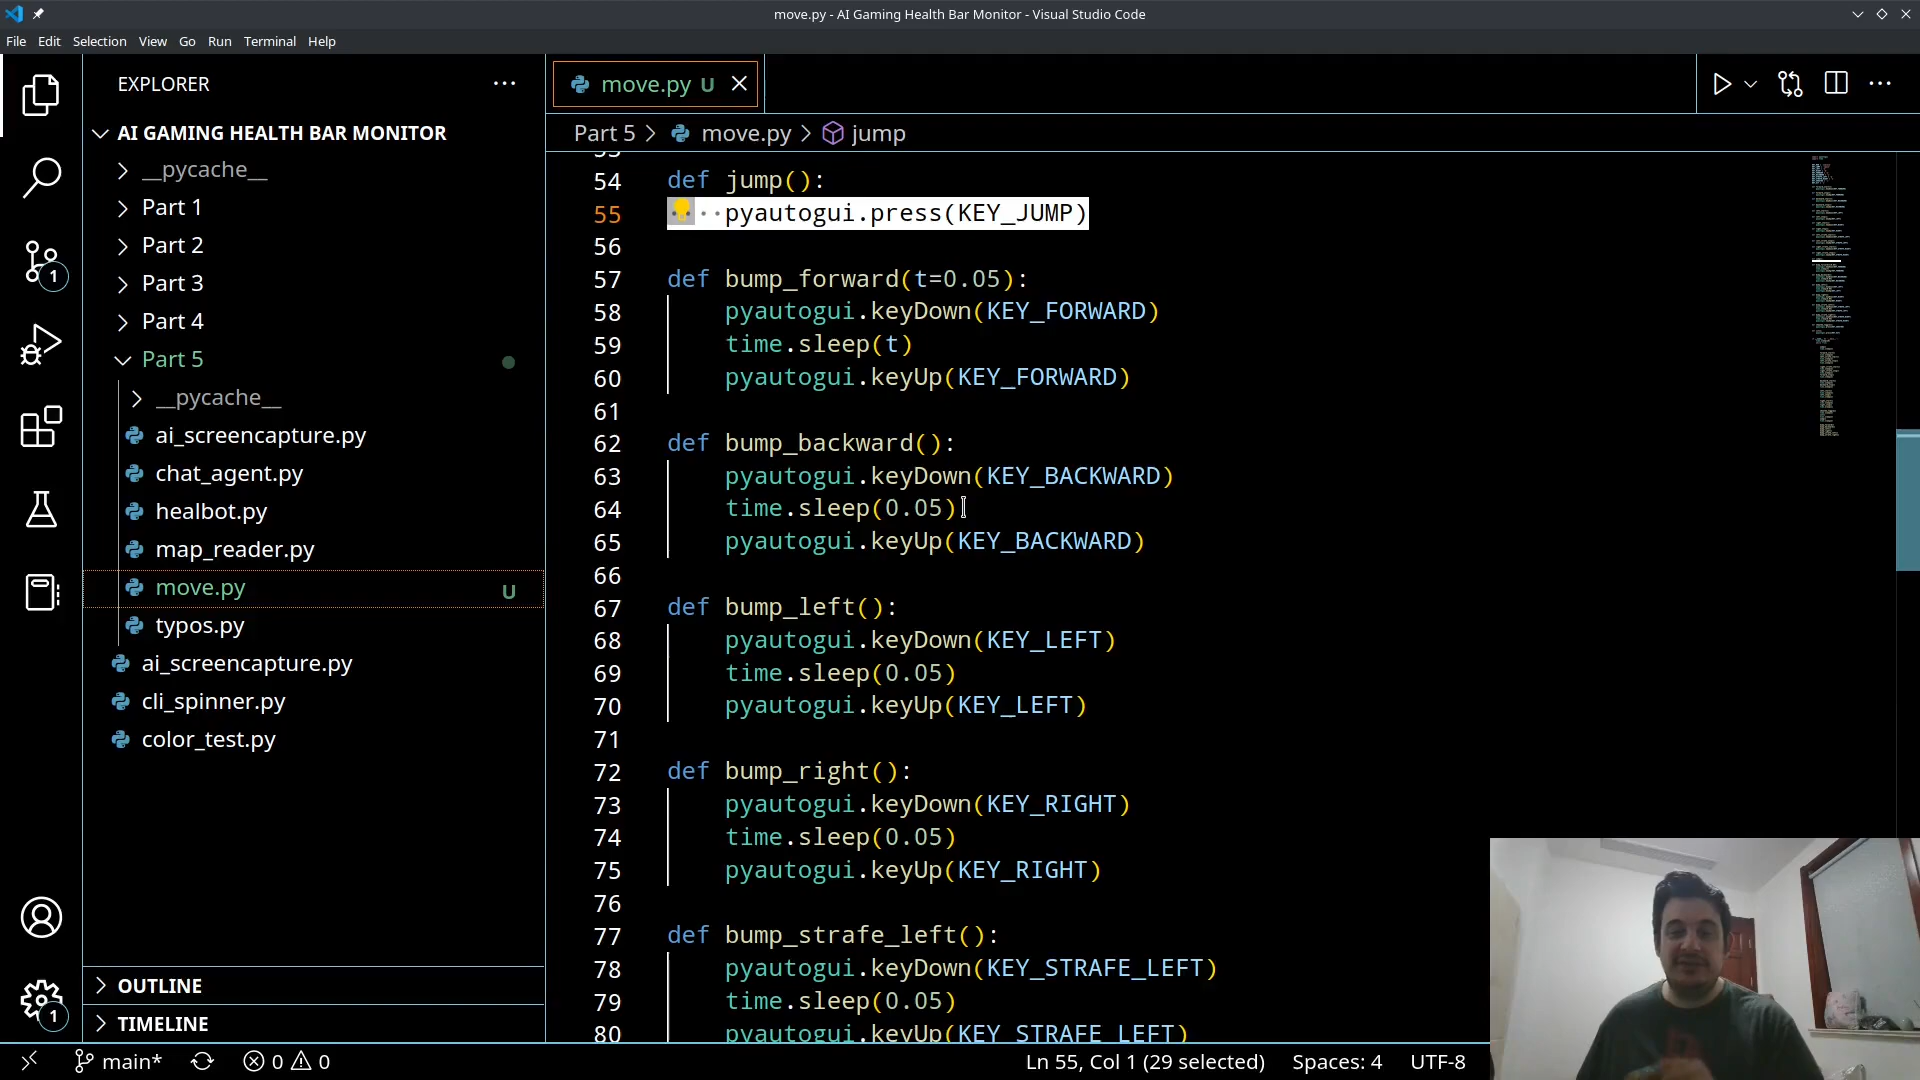 move.py - AI Gaming Health Bar Monitor - Visual Studio Code
File Edit Selection View Go Run Terminal Help
EXPLORER
AI GAMING HEALTH BAR MONITOR
__pycache__
Part 1
Part 2
Part 3
Part 4
Part 5
__pycache__
ai_screencapture.py
chat_agent.py
healbot.py
map_reader.py
move.py U
typos.py
ai_screencapture.py
cli_spinner.py
color_test.py
OUTLINE
TIMELINE
1
1
move.py U
Part 5 > move.py > jump
54 def jump():
55 pyautogui.press(KEY_JUMP)
56
57 def bump_forward(t=0.05):
58 pyautogui.keyDown(KEY_FORWARD)
59 time.sleep(t)
60 pyautogui.keyUp(KEY_FORWARD)
61
62 def bump_backward():
63 pyautogui.keyDown(KEY_BACKWARD)
64 time.sleep(0.05)
65 pyautogui.keyUp(KEY_BACKWARD)
66
67 def bump_left():
68 pyautogui.keyDown(KEY_LEFT)
69 time.sleep(0.05)
70 pyautogui.keyUp(KEY_LEFT)
71
72 def bump_right():
73 pyautogui.keyDown(KEY_RIGHT)
74 time.sleep(0.05)
75 pyautogui.keyUp(KEY_RIGHT)
76
77 def bump_strafe_left():
78 pyautogui.keyDown(KEY_STRAFE_LEFT)
79 time.sleep(0.05)
80 pyautogui.keyUp(KEY_STRAFE_LEFT)
main* 0 0 Ln 55, Col 1 (29 selected) Spaces: 4 UTF-8